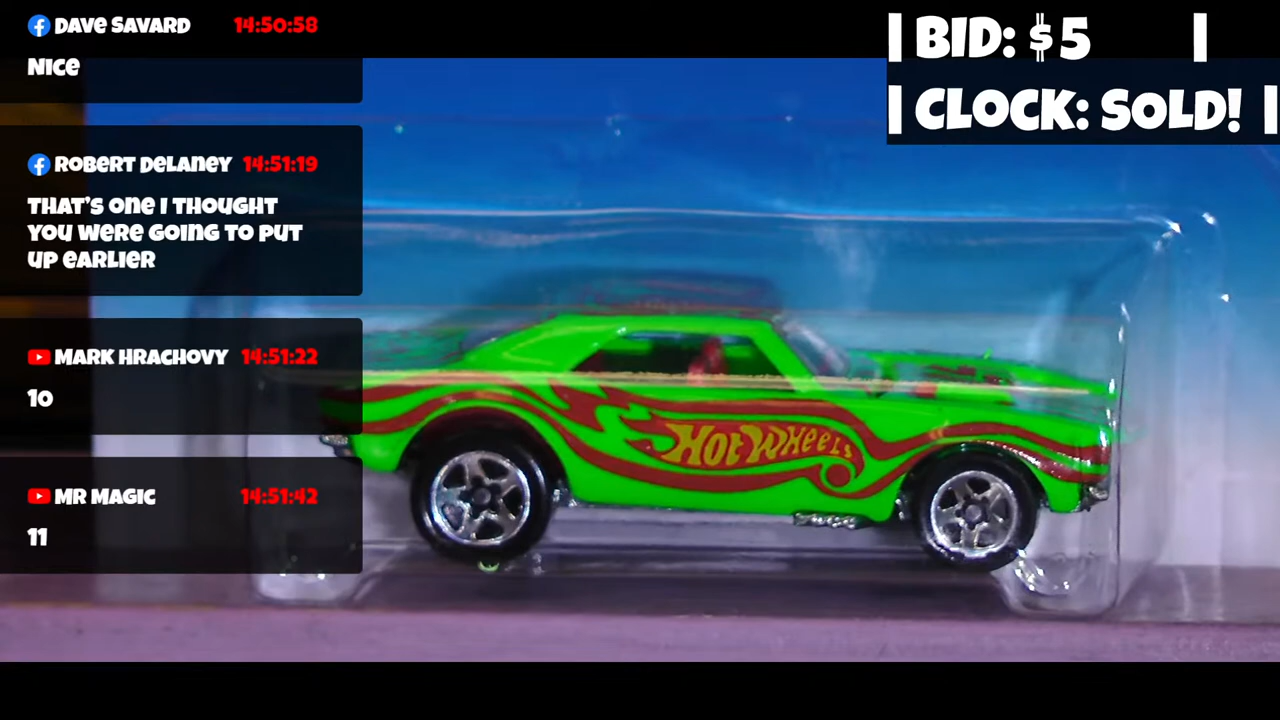 Dave Savard 14:50:58
Nice
Robert DeLaney 14:51:19
That's one I thought
you were going to put
up earlier
Mark Hrachovy 14:51:22
10
Mr Magic 14:51:42
11
| BID: $5 |
| CLOCK: SOLD! |
Hot Wheels